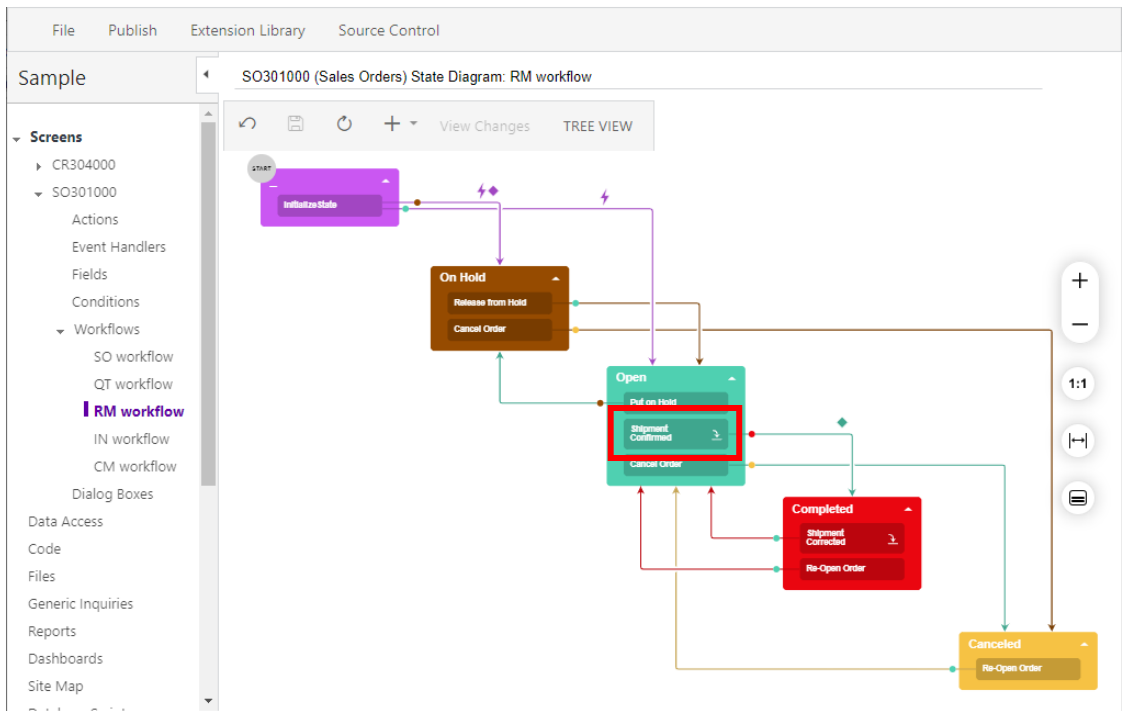 File Publish Extension Library Source Control
Sample
SO301000 (Sales Orders) State Diagram: RM workflow
View Changes TREE VIEW
Screens
CR304000
SO301000
Actions
Event Handlers
Fields
Conditions
Workflows
SO workflow
QT workflow
RM workflow
IN workflow
CM workflow
Dialog Boxes
Data Access
Code
Files
Generic Inquiries
Reports
Dashboards
Site Map
START
Initialize State
On Hold
Release from Hold
Cancel Order
Open
Put on Hold
Shipment
Confirmed
Cancel Order
Completed
Shipment
Corrected
Re-Open Order
Canceled
Re-Open Order
1:1